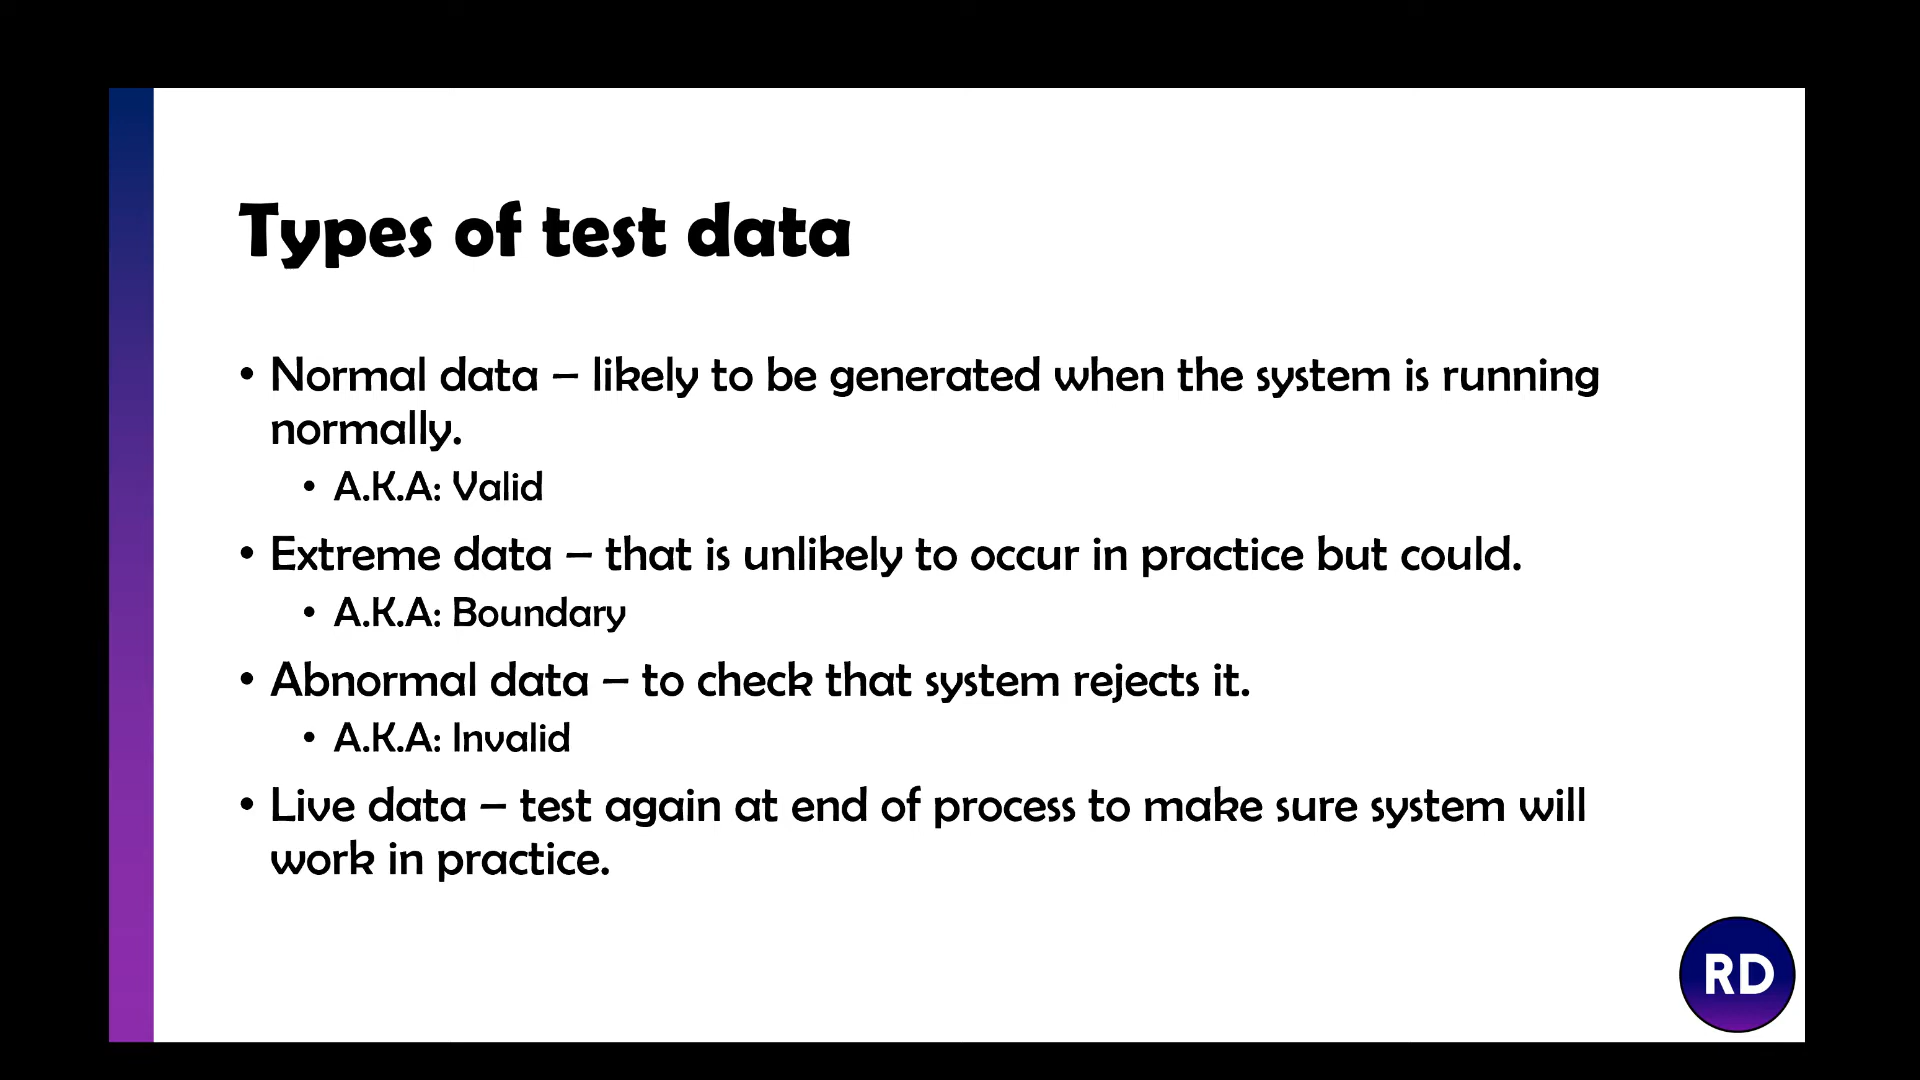 Types of test data
• Normal data – likely to be generated when the system is running
normally.
• A.K.A: Valid
• Extreme data – that is unlikely to occur in practice but could.
• A.K.A: Boundary
• Abnormal data – to check that system rejects it.
• A.K.A: Invalid
• Live data – test again at end of process to make sure system will
work in practice.
RD